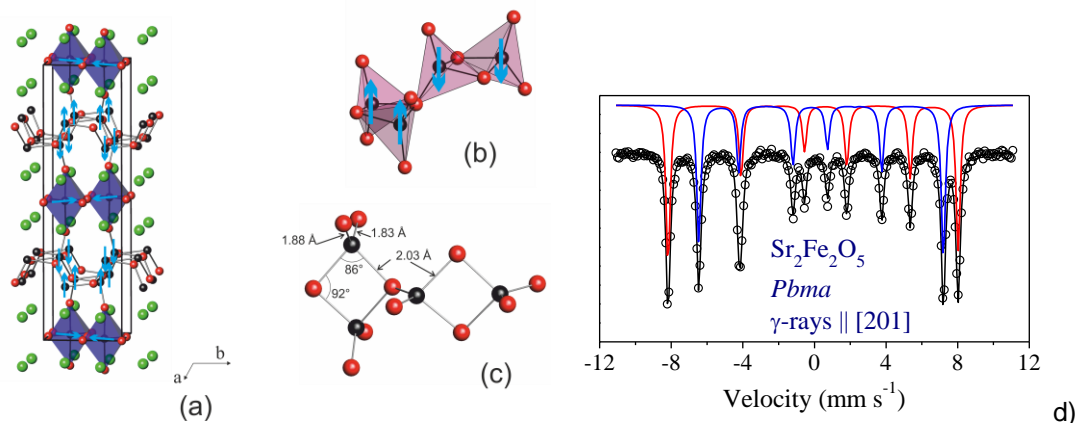 a
b
(a)
(b)
1.88 Å
1.83 Å
86°
2.03 Å
92°
(c)
Sr₂Fe₂O₅
Pbma
γ-rays || [201]
-12 -8 -4 0 4 8 12
Velocity (mm s⁻¹)
d)